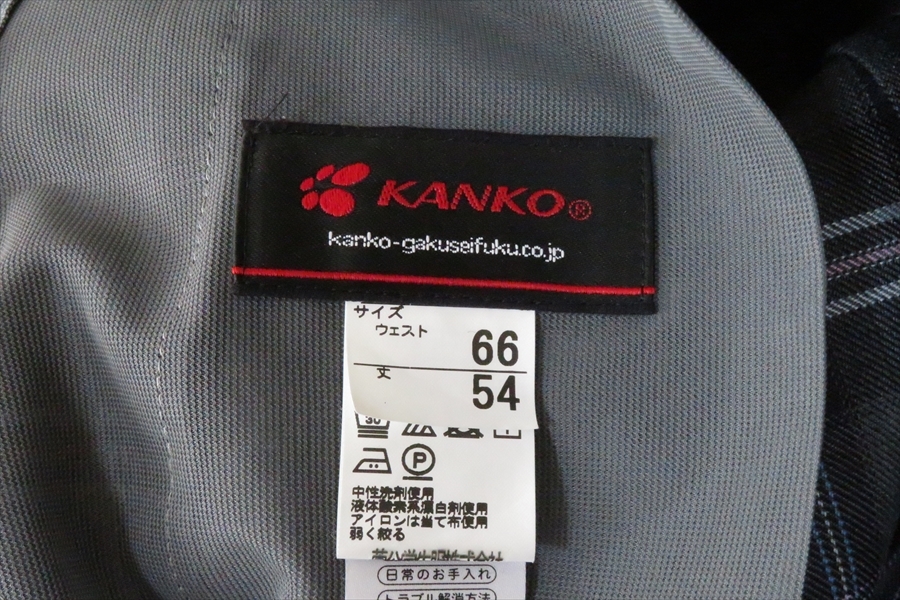 KANKO®
kanko-gakuseifuku.co.jp
サイズ
ウェスト 66
丈 54
30
P
中性洗剤使用
液体酸素系漂白剤使用
アイロンは当て布使用
弱く絞る
日常のお手入れ
トラブル解消方法